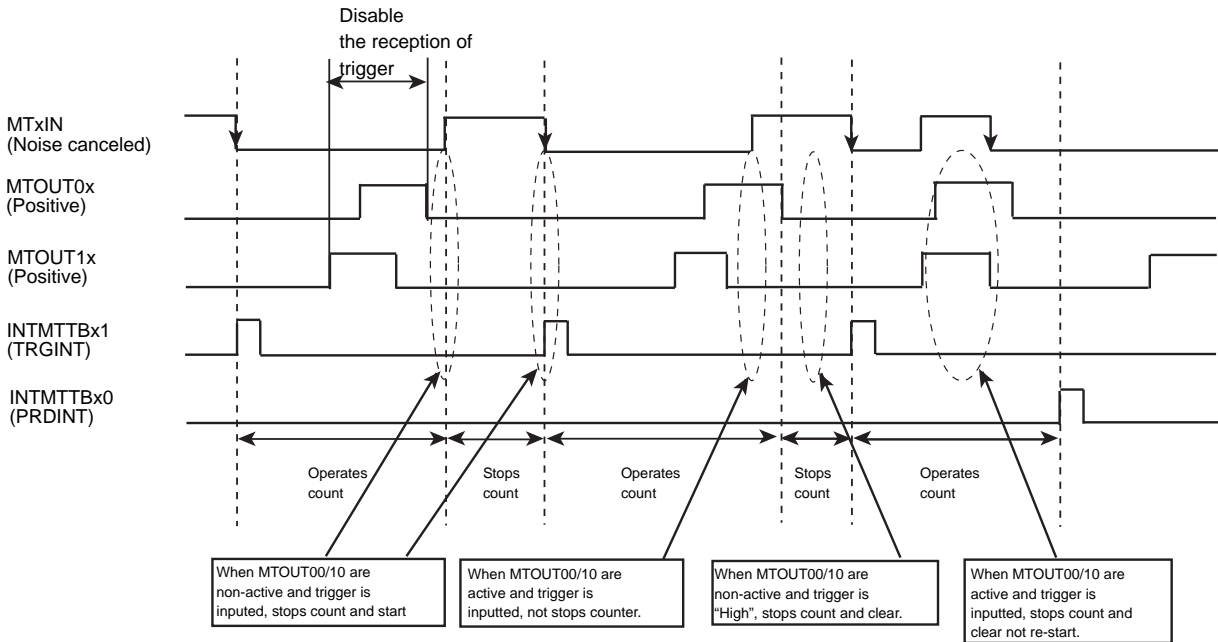 Disable
the reception of
trigger
MTxIN
(Noise canceled)
MTOUT0x
(Positive)
MTOUT1x
(Positive)
INTMTTBx1
(TRGINT)
INTMTTBx0
(PRDINT)
Operates
count
Stops
count
Operates
count
Stops
count
Operates
count
When MTOUT00/10 are
non-active and trigger is
inputed, stops count and start
When MTOUT00/10 are
active and trigger is
inputted, not stops counter.
When MTOUT00/10 are
non-active and trigger is
“High”, stops count and clear.
When MTOUT00/10 are
active and trigger is
inputted, stops count and
clear not re-start.